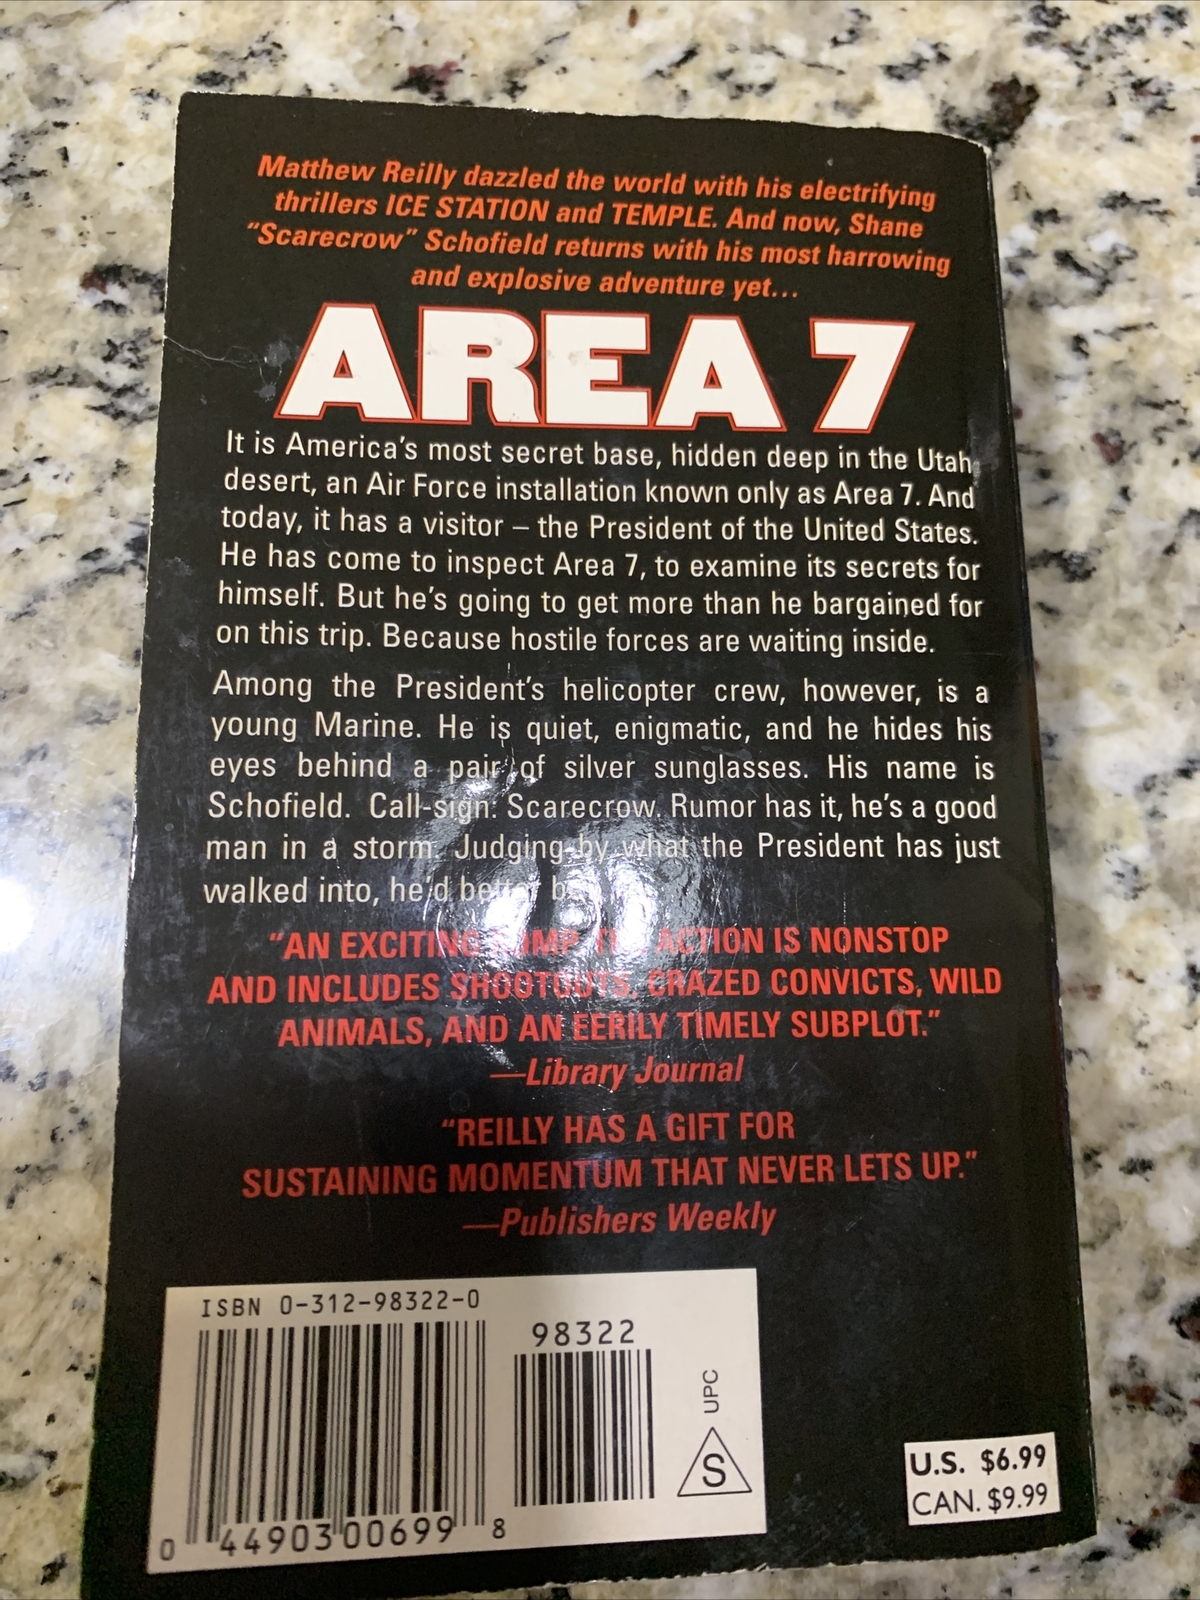 Matthew Reilly dazzled the world with his electrifying
thrillers ICE STATION and TEMPLE. And now, Shane
“Scarecrow” Schofield returns with his most harrowing
and explosive adventure yet...
AREA 7
It is America's most secret base, hidden deep in the Utah
desert, an Air Force installation known only as Area 7. And
today, it has a visitor – the President of the United States.
He has come to inspect Area 7, to examine its secrets for
himself. But he's going to get more than he bargained for
on this trip. Because hostile forces are waiting inside.
Among the President's helicopter crew, however, is a
young Marine. He is quiet, enigmatic, and he hides his
eyes behind a pair of silver sunglasses. His name is
Schofield. Call-sign: Scarecrow. Rumor has it, he's a good
man in a storm. Judging by what the President has just
walked into, he'd better
“AN EXCITING ACTION IS NONSTOP
AND INCLUDES SHOOTOUTS, CRAZED CONVICTS, WILD
ANIMALS, AND AN EERILY TIMELY SUBPLOT.”
—Library Journal
“REILLY HAS A GIFT FOR
SUSTAINING MOMENTUM THAT NEVER LETS UP.”
—Publishers Weekly
ISBN 0-312-98322-0
98322
UPC
S
0 44903 00699 8
U.S. $6.99
CAN. $9.99